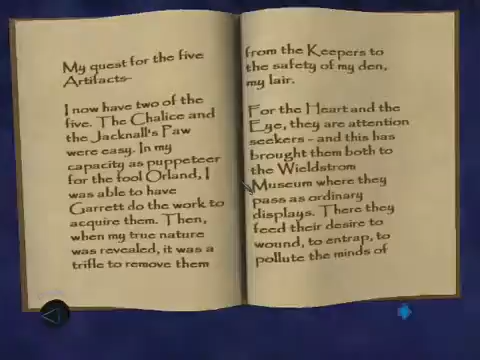 My quest for the five
Artifacts-
I now have two of the
five. The Chalice and
the Jacknall's Paw
were easy. In my
capacity as puppeteer
for the fool Orland, I
was able to have
Garrett do the work to
acquire them. Then,
when my true nature
was revealed, it was a
trifle to remove them
from the Keepers to
the safety of my den,
my lair.
For the Heart and the
Eye, they are attention
seekers - and this has
brought them both to
the Wieldstrom
Museum where they
pass as ordinary
displays. There they
feed their desire to
wound, to entrap, to
pollute the minds of